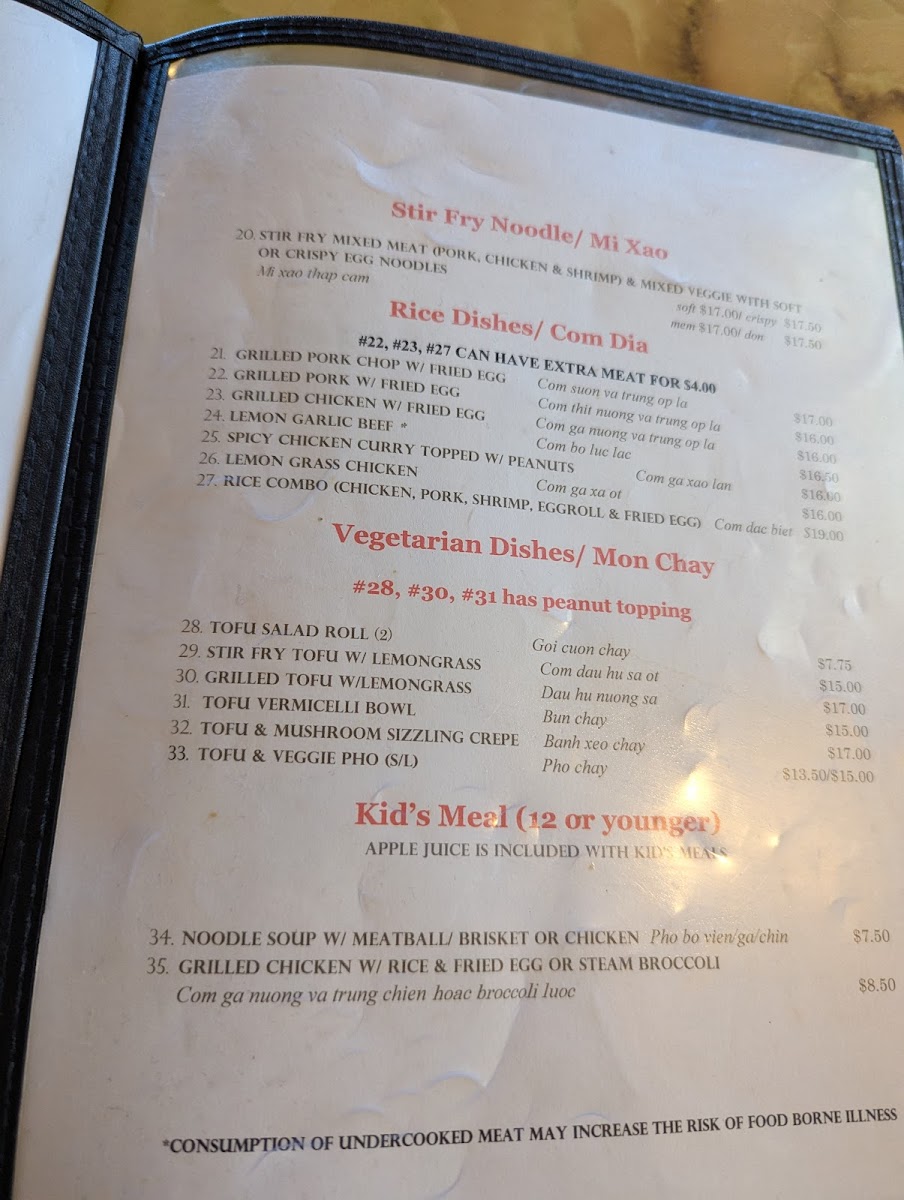 Stir Fry Noodle/ Mi Xao
20. STIR FRY MIXED MEAT (PORK, CHICKEN & SHRIMP) & MIXED VEGGIE WITH SOFT
OR CRISPY EGG NOODLES soft $17.00/ crispy $17.50
Mi xao thap cam mem $17.00/ don $17.50
Rice Dishes/ Com Dia
#22, #23, #27 CAN HAVE EXTRA MEAT FOR $4.00
21. GRILLED PORK CHOP W/ FRIED EGG Com suon va trung op la $17.00
22. GRILLED PORK W/ FRIED EGG Com thit nuong va trung op la $16.00
23. GRILLED CHICKEN W/ FRIED EGG Com ga nuong va trung op la $16.00
24. LEMON GARLIC BEEF * Com bo luc lac $16.50
25. SPICY CHICKEN CURRY TOPPED W/ PEANUTS Com ga xao lan $16.00
26. LEMON GRASS CHICKEN Com ga xa ot $16.00
27. RICE COMBO (CHICKEN, PORK, SHRIMP, EGGROLL & FRIED EGG) Com dac biet $19.00
Vegetarian Dishes/ Mon Chay
#28, #30, #31 has peanut topping
28. TOFU SALAD ROLL (2) Goi cuon chay $7.75
29. STIR FRY TOFU W/ LEMONGRASS Com dau hu sa ot $15.00
30. GRILLED TOFU W/LEMONGRASS Dau hu nuong sa $17.00
31. TOFU VERMICELLI BOWL Bun chay $15.00
32. TOFU & MUSHROOM SIZZLING CREPE Banh xeo chay $17.00
33. TOFU & VEGGIE PHO (S/L) Pho chay $13.50/$15.00
Kid's Meal (12 or younger)
APPLE JUICE IS INCLUDED WITH KID'S MEALS
34. NOODLE SOUP W/ MEATBALL/ BRISKET OR CHICKEN Pho bo vien/ga/chin $7.50
35. GRILLED CHICKEN W/ RICE & FRIED EGG OR STEAM BROCCOLI
Com ga nuong va trung chien hoac broccoli luoc $8.50
*CONSUMPTION OF UNDERCOOKED MEAT MAY INCREASE THE RISK OF FOOD BORNE ILLNESS